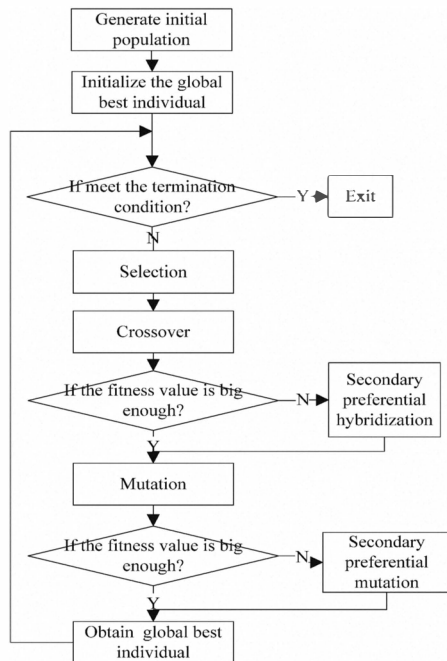 Generate initial
population
Initialize the global
best individual
If meet the termination
condition?
Y
Exit
N
Selection
Crossover
If the fitness value is big
enough?
N
Secondary
preferential
hybridization
Y
Mutation
If the fitness value is big
enough?
N
Secondary
preferential
mutation
Y
Obtain global best
individual